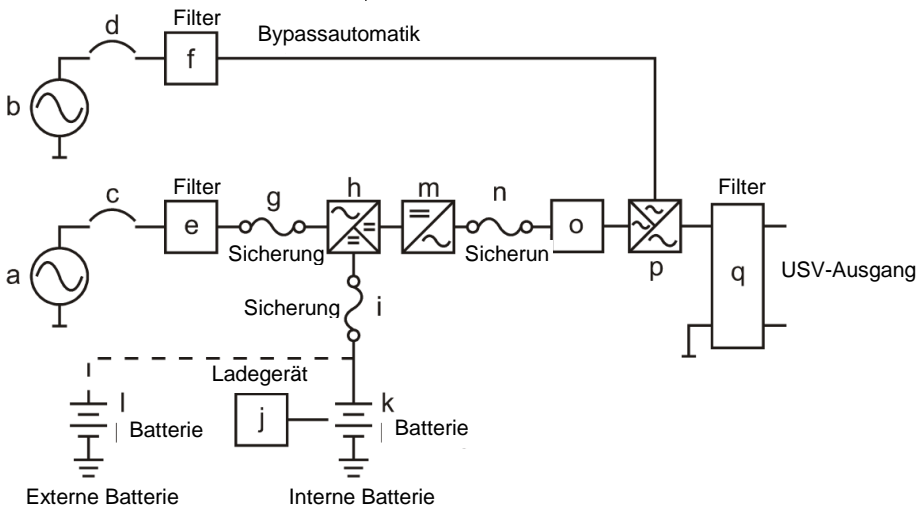 d
Filter
Bypassautomatik
f
b
c
Filter
g
h
m
n
Filter
e
o
a
Sicherung
Sicherun
p
q
USV-Ausgang
Sicherung
i
Ladegerät
l
Batterie
j
k
Batterie
Externe Batterie
Interne Batterie